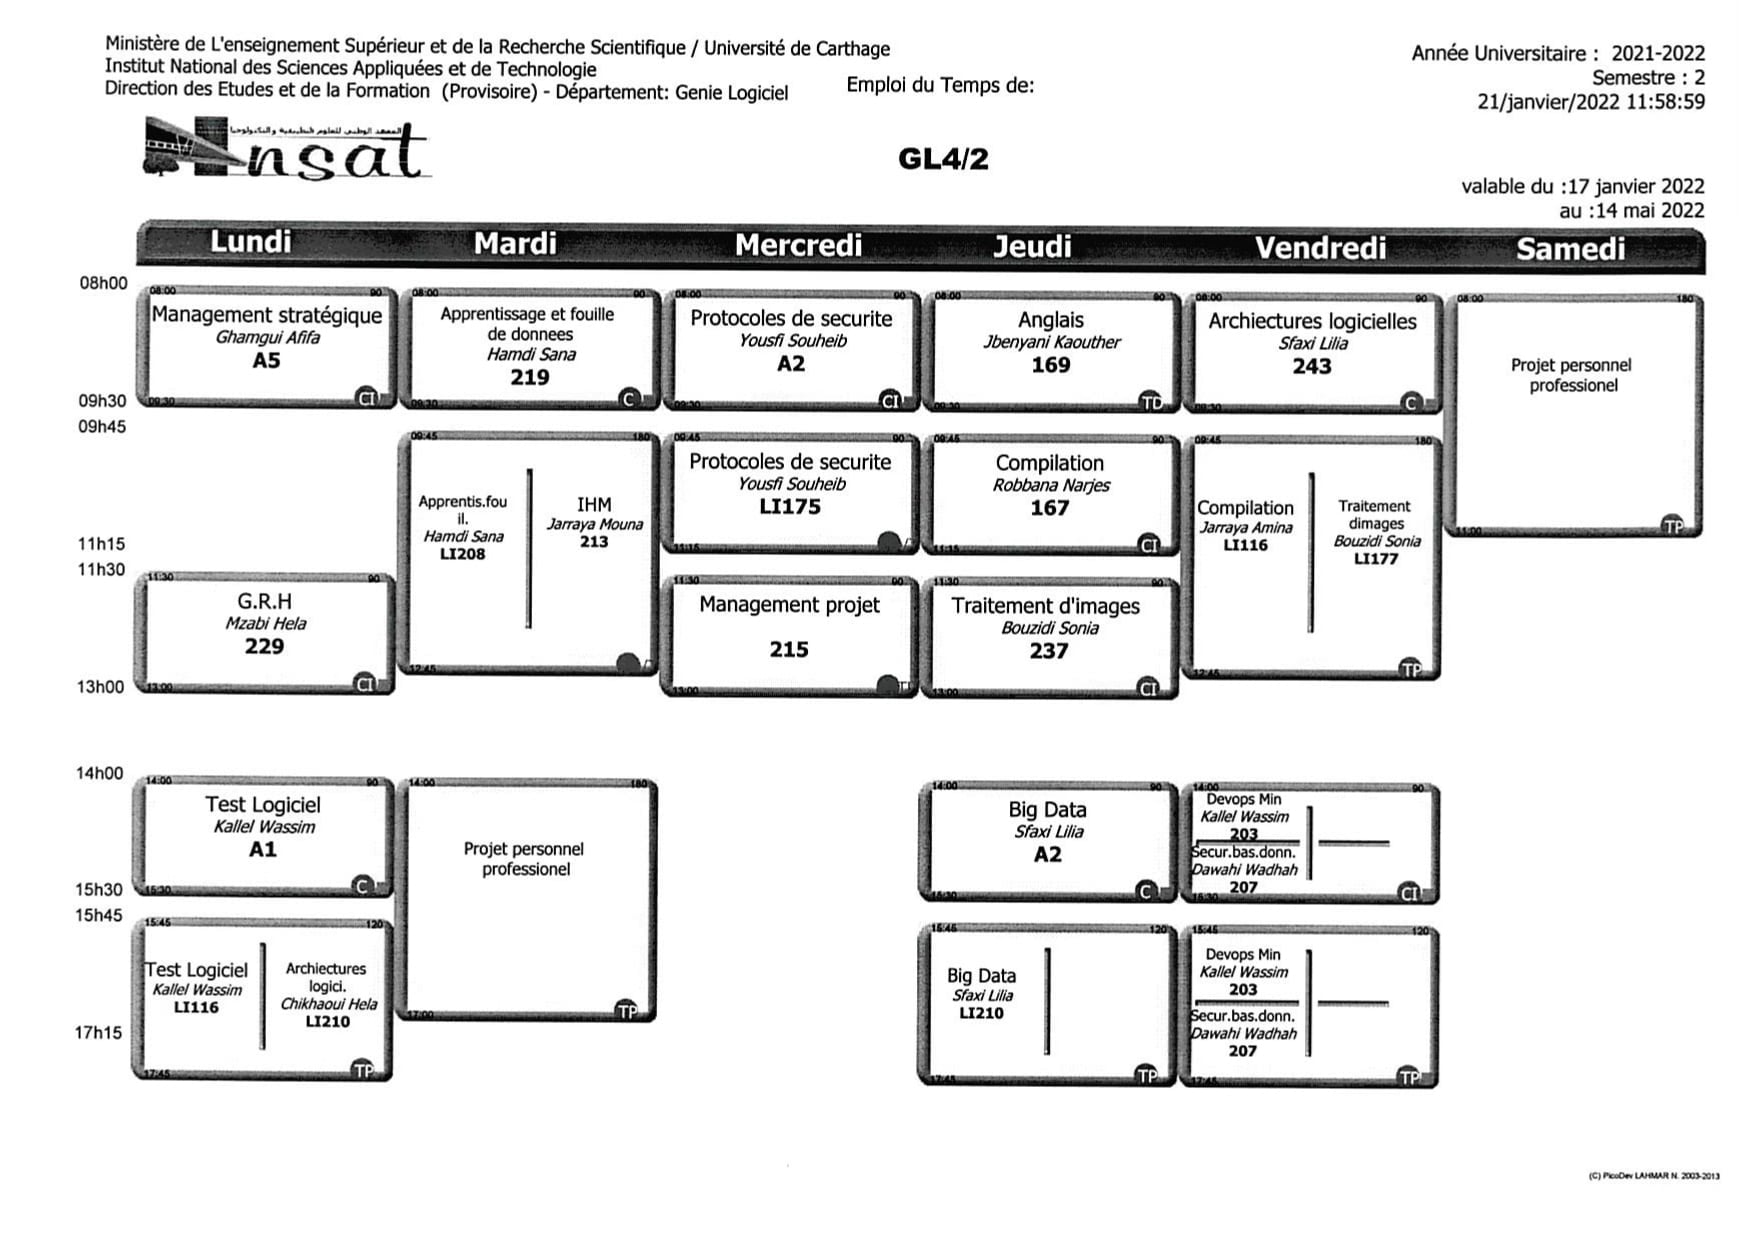 Ministère de L'enseignement Supérieur et de la Recherche Scientifique / Université de Carthage
Institut National des Sciences Appliquées et de Technologie
Direction des Etudes et de la Formation (Provisoire) - Département: Genie Logiciel
Emploi du Temps de:
Année Universitaire : 2021-2022
Semestre : 2
21/janvier/2022 11:58:59
المعهد الوطني للعلوم التطبيقية و التكنولوجيا
Insat
GL4/2
valable du :17 janvier 2022
au :14 mai 2022
Lundi Mardi Mercredi Jeudi Vendredi Samedi
08h00
09h30
09h45
11h15
11h30
13h00
14h00
15h30
15h45
17h15
08:00 90
Management stratégique
Ghamgui Afifa
A5
09:30 CI
11:30 90
G.R.H
Mzabi Hela
229
13:00 CI
14:00 90
Test Logiciel
Kallel Wassim
A1
15:30 C
15:45 120
Test Logiciel
Kallel Wassim
LI116
Archiectures
logici.
Chikhaoui Hela
LI210
17:45 TP
08:00 90
Apprentissage et fouille
de donnees
Hamdi Sana
219
09:30 C
09:45 180
Apprentis.fou
il.
Hamdi Sana
LI208
IHM
Jarraya Mouna
213
12:45
14:00 180
Projet personnel
professionel
17:00 TP
08:00 90
Protocoles de securite
Yousfi Souheib
A2
09:30 CI
09:45 90
Protocoles de securite
Yousfi Souheib
LI175
11:15
11:30 90
Management projet
215
13:00
08:00 90
Anglais
Jbenyani Kaouther
169
09:30 TD
09:45 90
Compilation
Robbana Narjes
167
11:15 CI
11:30 90
Traitement d'images
Bouzidi Sonia
237
13:00 CI
14:00 90
Big Data
Sfaxi Lilia
A2
15:30 C
15:45 120
Big Data
Sfaxi Lilia
LI210
17:45 TP
08:00 90
Archiectures logicielles
Sfaxi Lilia
243
09:30 C
09:45 180
Compilation
Jarraya Amina
LI116
Traitement
dimages
Bouzidi Sonia
LI177
12:45 TP
14:00 90
Devops Min
Kallel Wassim
203
Secur.bas.donn.
Dawahi Wadhah
207
15:30 CI
15:45 120
Devops Min
Kallel Wassim
203
Secur.bas.donn.
Dawahi Wadhah
207
17:45 TP
08:00 180
Projet personnel
professionel
11:00 TP
(C) PicoDev LAHMAR N. 2003-2013